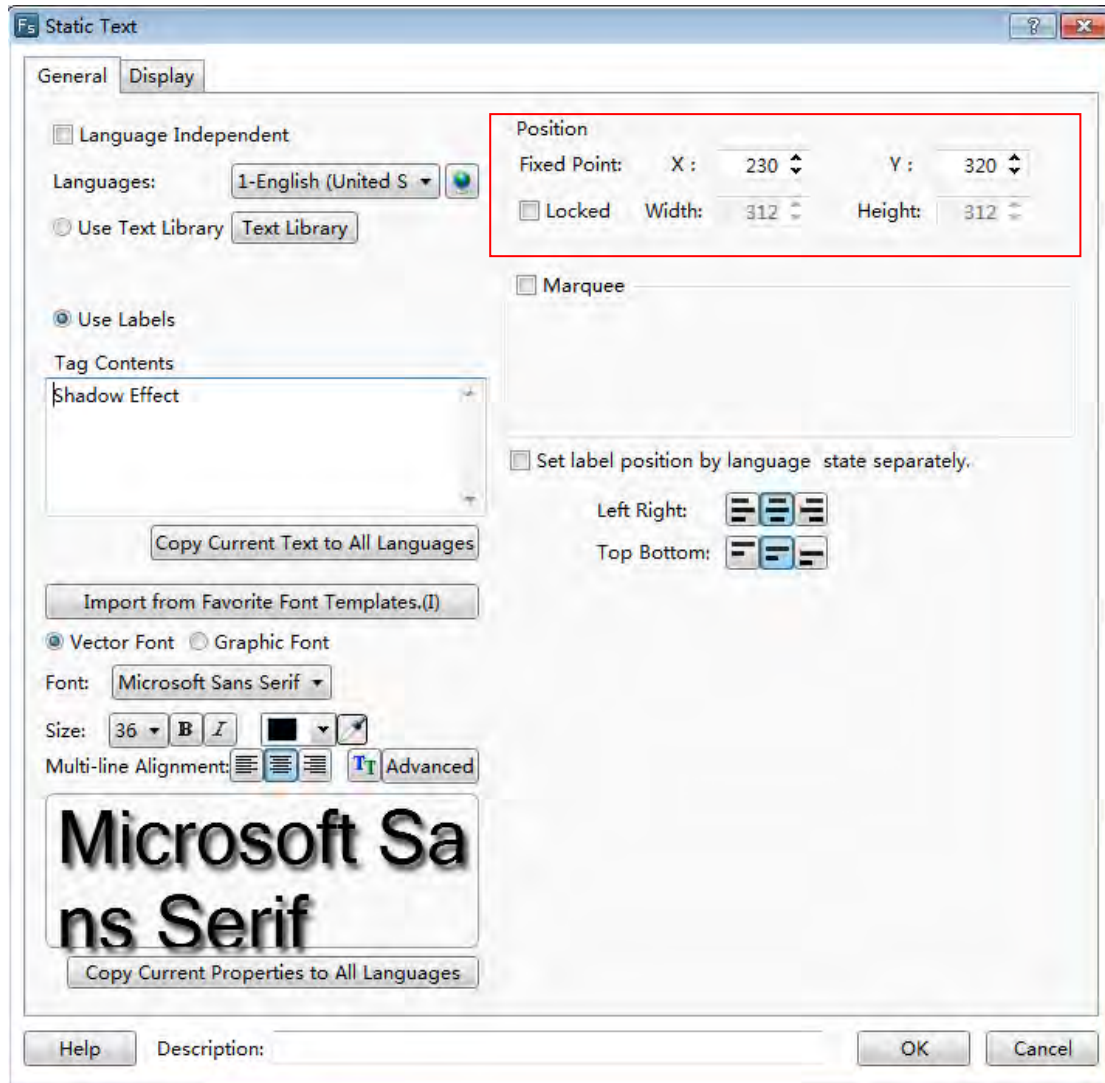 Fs Static Text
General Display
Language Independent
Languages: 1-English (United S
Use Text Library Text Library
Use Labels
Tag Contents
Shadow Effect
Copy Current Text to All Languages
Import from Favorite Font Templates.(I)
Vector Font Graphic Font
Font: Microsoft Sans Serif
Size: 36 B I
Multi-line Alignment: TT Advanced
Microsoft Sa
ns Serif
Copy Current Properties to All Languages
Position
Fixed Point: X : 230 Y : 320
Locked Width: 312 Height: 312
Marquee
Set label position by language state separately.
Left Right:
Top Bottom:
Help Description: OK Cancel